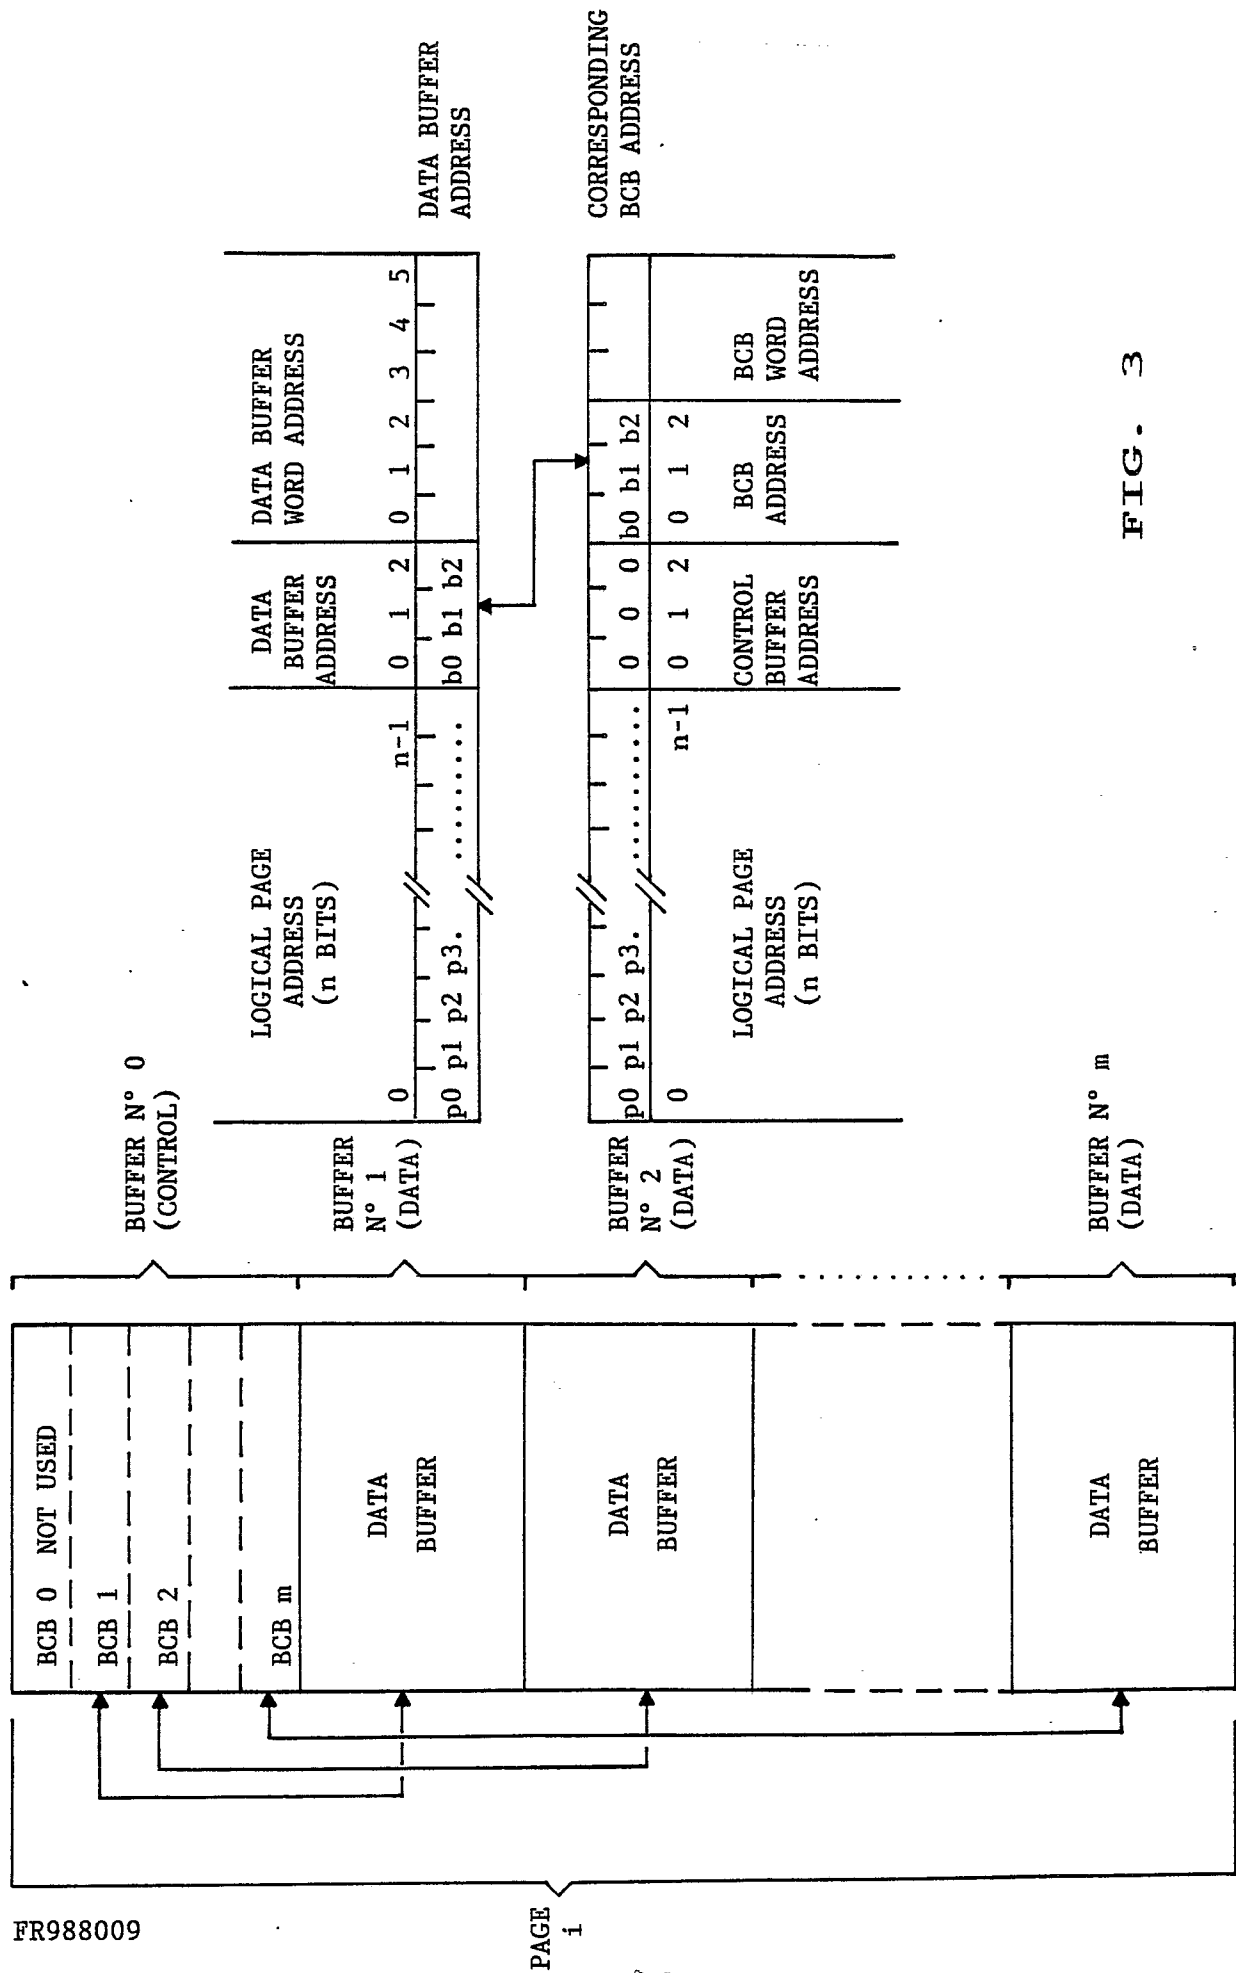 FR988009
PAGE
i
BCB 0 NOT USED
BCB 1
BCB 2
BCB m
DATA
BUFFER
DATA
BUFFER
DATA
BUFFER
BUFFER N° 0
(CONTROL)
BUFFER
N° 1
(DATA)
BUFFER
N° 2
(DATA)
BUFFER N° m
(DATA)
LOGICAL PAGE
ADDRESS
(n BITS)
DATA
BUFFER
ADDRESS
DATA BUFFER
WORD ADDRESS
0 n-1 0 1 2 0 1 2 3 4 5
p0 p1 p2 p3. ........ b0 b1 b2
DATA BUFFER
ADDRESS
CORRESPONDING
BCB ADDRESS
p0 p1 p2 p3. ......... 0 0 0 b0 b1 b2
0 n-1 0 1 2 0 1 2
LOGICAL PAGE
ADDRESS
(n BITS)
CONTROL
BUFFER
ADDRESS
BCB
ADDRESS
BCB
WORD
ADDRESS
FIG. 3